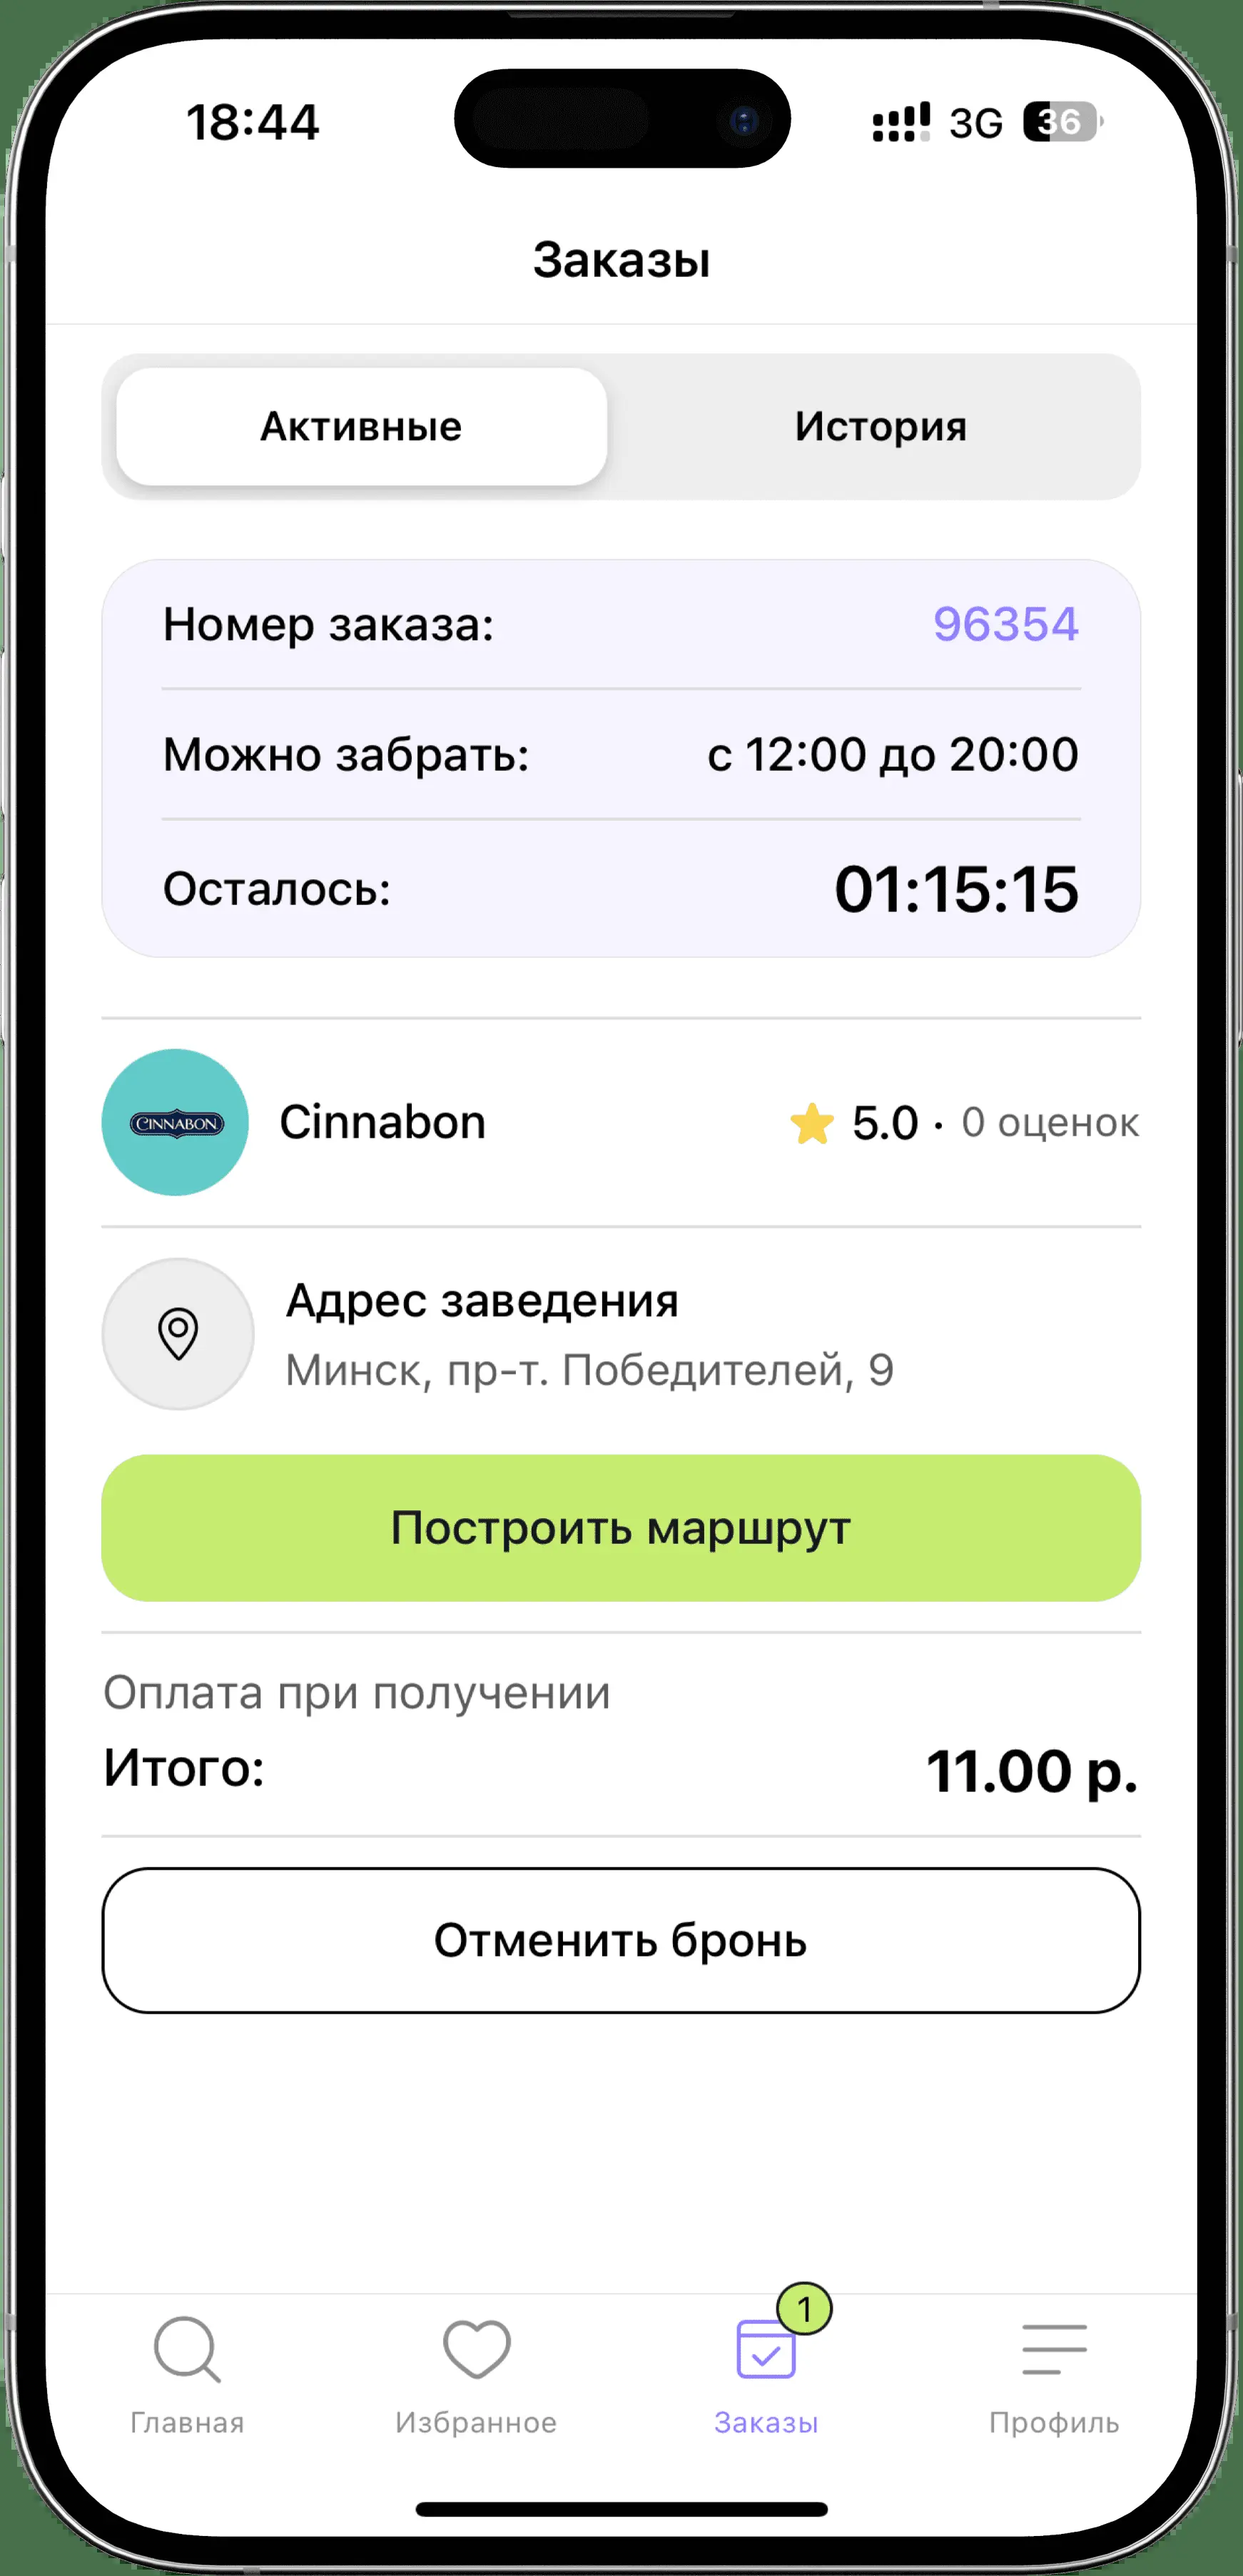 18:44 3G 36
Заказы
Активные История
Номер заказа: 96354
Можно забрать: с 12:00 до 20:00
Осталось: 01:15:15
CINNABON
Cinnabon 5.0 · 0 оценок
Адрес заведения
Минск, пр-т. Победителей, 9
Построить маршрут
Оплата при получении
Итого: 11.00 р.
Отменить бронь
1
Главная Избранное Заказы Профиль